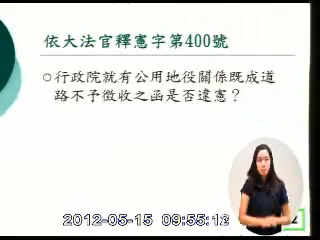 依大法官釋憲字第400號
○行政院就有公用地役關係既成道
路不予徵收之函是否違憲？
2012-05-15 09:55:12
2